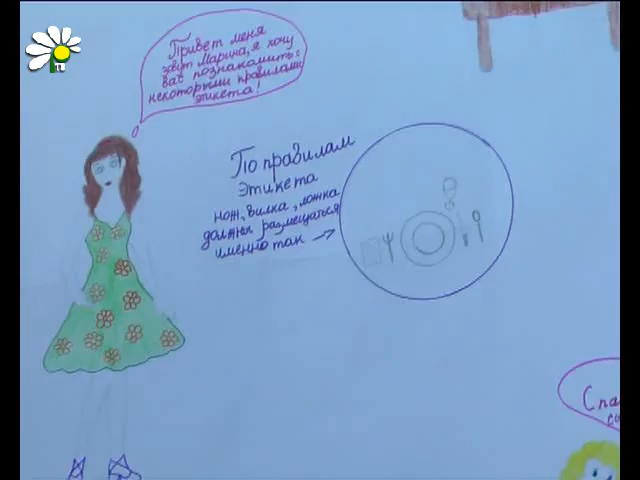 Привет меня
зовут Марина, я хочу
вас познакомить с
некоторыми правилами
этикета!
По правилам
этикета
нож, вилка, ложка
должны размещаться
именно так →